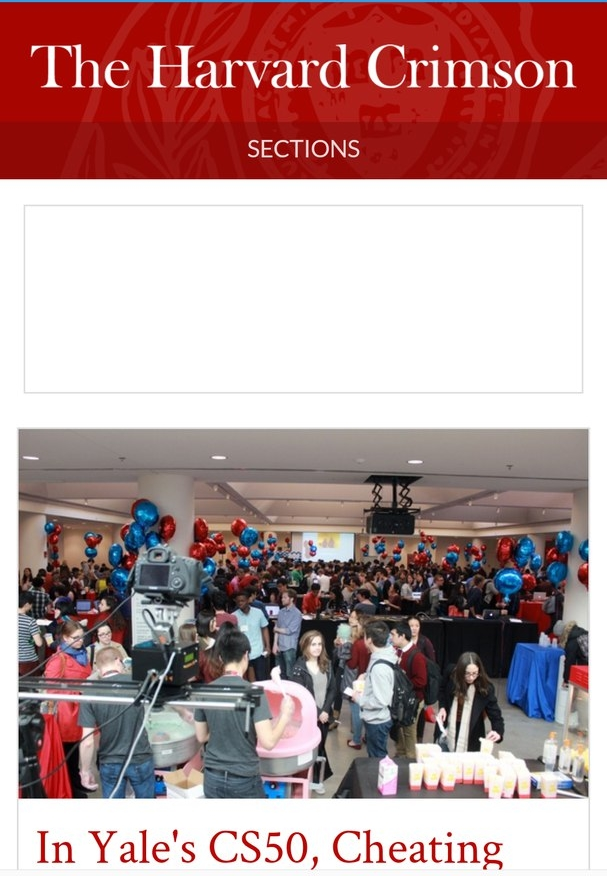 The Harvard Crimson
SECTIONS
In Yale's CS50, Cheating